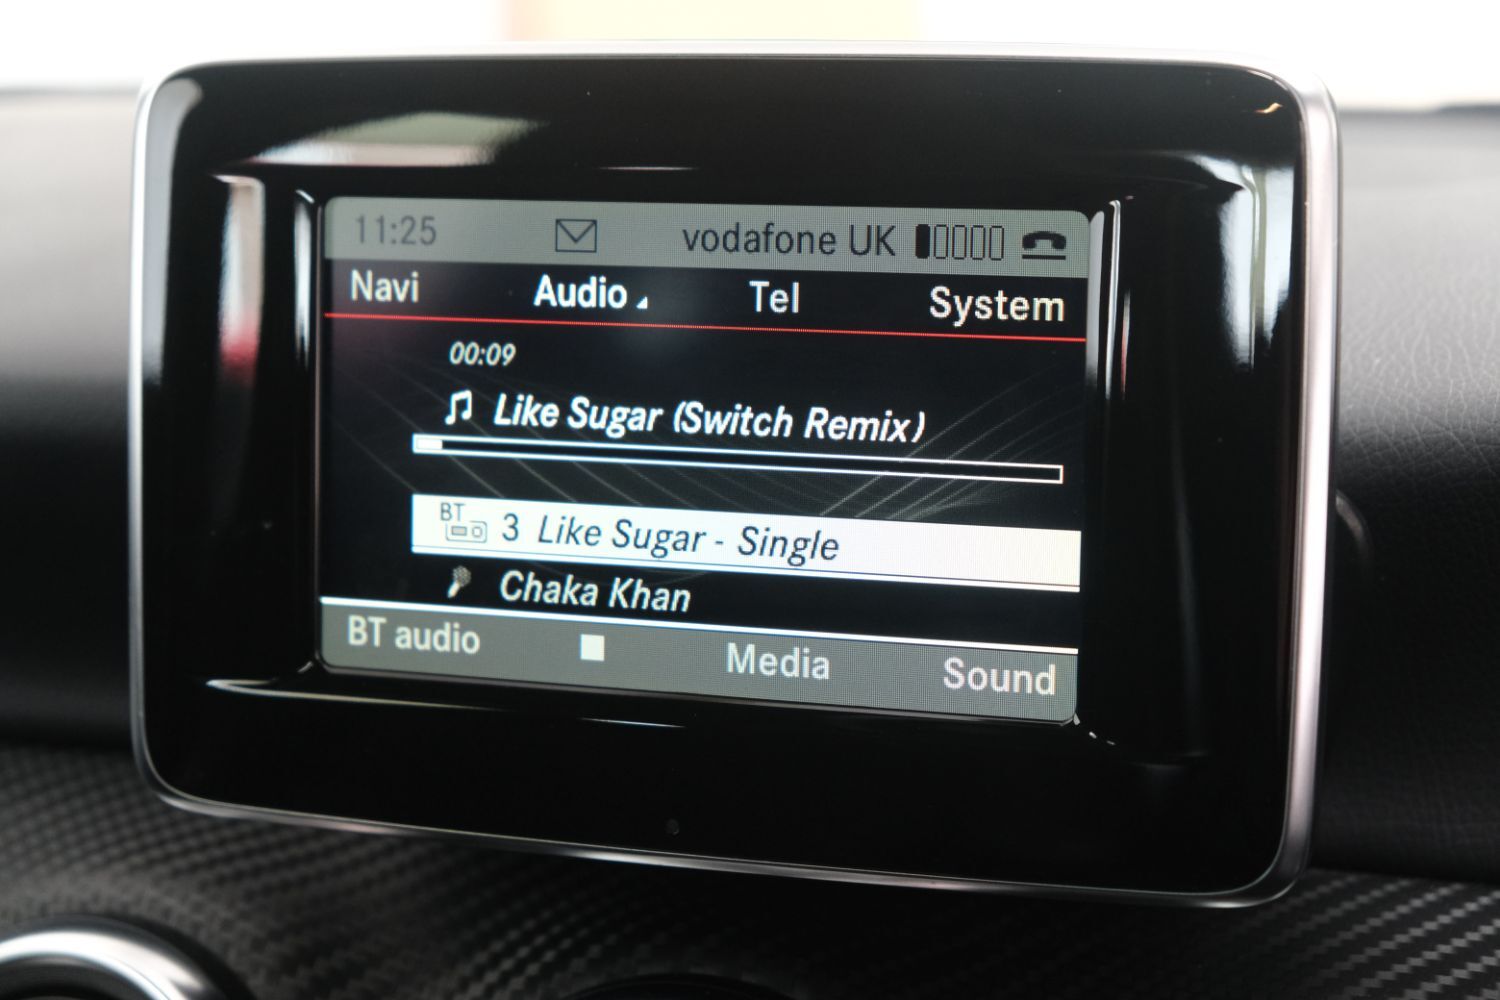 11:25 vodafone UK
Navi Audio Tel System
00:09
Like Sugar (Switch Remix)
BT 3 Like Sugar - Single
Chaka Khan
BT audio Media Sound